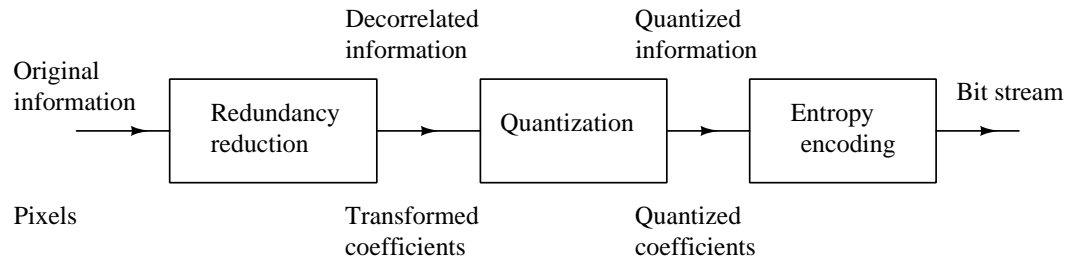 Decorrelated
information
Quantized
information
Original
information
Redundancy
reduction
Quantization
Entropy
encoding
Bit stream
Pixels
Transformed
coefficients
Quantized
coefficients